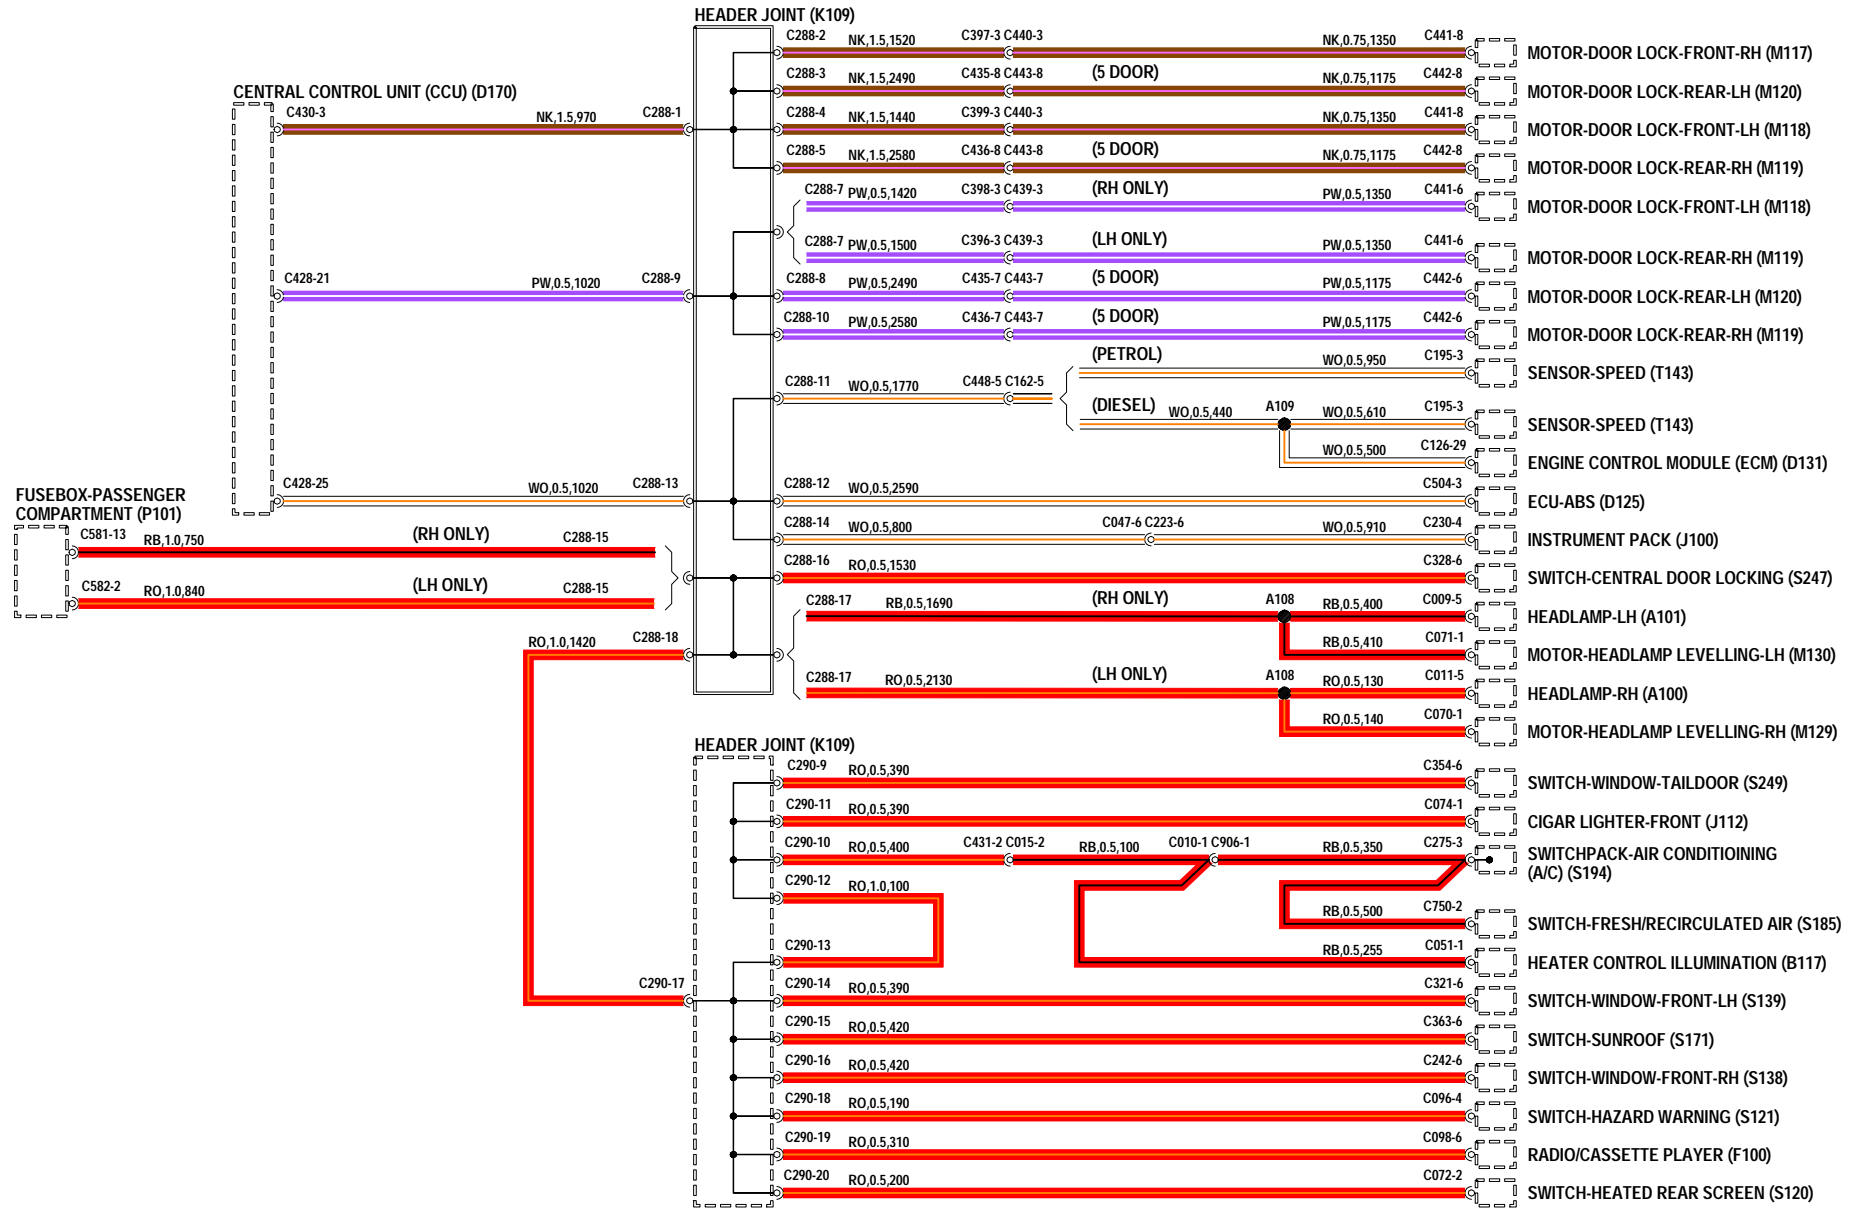 HEADER JOINT (K109)
C288-2 NK,1.5,1520 C397-3 C440-3 NK,0.75,1350 C441-8 MOTOR-DOOR LOCK-FRONT-RH (M117)
C288-3 NK,1.5,2490 C435-8 C443-8 (5 DOOR) NK,0.75,1175 C442-8 MOTOR-DOOR LOCK-REAR-LH (M120)
CENTRAL CONTROL UNIT (CCU) (D170)
C430-3 NK,1.5,970 C288-1 C288-4 NK,1.5,1440 C399-3 C440-3 NK,0.75,1350 C441-8 MOTOR-DOOR LOCK-FRONT-LH (M118)
C288-5 NK,1.5,2580 C436-8 C443-8 (5 DOOR) NK,0.75,1175 C442-8 MOTOR-DOOR LOCK-REAR-RH (M119)
C288-7 PW,0.5,1420 C398-3 C439-3 (RH ONLY) PW,0.5,1350 C441-6 MOTOR-DOOR LOCK-FRONT-LH (M118)
C288-7 PW,0.5,1500 C396-3 C439-3 (LH ONLY) PW,0.5,1350 C441-6 MOTOR-DOOR LOCK-REAR-RH (M119)
C428-21 PW,0.5,1020 C288-9 C288-8 PW,0.5,2490 C435-7 C443-7 (5 DOOR) PW,0.5,1175 C442-6 MOTOR-DOOR LOCK-REAR-LH (M120)
C288-10 PW,0.5,2580 C436-7 C443-7 (5 DOOR) PW,0.5,1175 C442-6 MOTOR-DOOR LOCK-REAR-RH (M119)
(PETROL) WO,0.5,950 C195-3 SENSOR-SPEED (T143)
C288-11 WO,0.5,1770 C448-5 C162-5
(DIESEL) WO,0.5,440 A109 WO,0.5,610 C195-3 SENSOR-SPEED (T143)
WO,0.5,500 C126-29 ENGINE CONTROL MODULE (ECM) (D131)
C428-25 WO,0.5,1020 C288-13 C288-12 WO,0.5,2590 C504-3 ECU-ABS (D125)
FUSEBOX-PASSENGER
COMPARTMENT (P101)
C288-14 WO,0.5,800 C047-6 C223-6 WO,0.5,910 C230-4 INSTRUMENT PACK (J100)
C581-13 RB,1.0,750 (RH ONLY) C288-15
C288-16 RO,0.5,1530 C328-6 SWITCH-CENTRAL DOOR LOCKING (S247)
C582-2 RO,1.0,840 (LH ONLY) C288-15
C288-17 RB,0.5,1690 (RH ONLY) A108 RB,0.5,400 C009-5 HEADLAMP-LH (A101)
RO,1.0,1420 C288-18 RB,0.5,410 C071-1 MOTOR-HEADLAMP LEVELLING-LH (M130)
C288-17 RO,0.5,2130 (LH ONLY) A108 RO,0.5,130 C011-5 HEADLAMP-RH (A100)
RO,0.5,140 C070-1 MOTOR-HEADLAMP LEVELLING-RH (M129)
HEADER JOINT (K109)
C290-9 RO,0.5,390 C354-6 SWITCH-WINDOW-TAILDOOR (S249)
C290-11 RO,0.5,390 C074-1 CIGAR LIGHTER-FRONT (J112)
C290-10 RO,0.5,400 C431-2 C015-2 RB,0.5,100 C010-1 C906-1 RB,0.5,350 C275-3 SWITCHPACK-AIR CONDITIOINING
(A/C) (S194)
C290-12 RO,1.0,100
RB,0.5,500 C750-2 SWITCH-FRESH/RECIRCULATED AIR (S185)
C290-13 RB,0.5,255 C051-1 HEATER CONTROL ILLUMINATION (B117)
C290-17 C290-14 RO,0.5,390 C321-6 SWITCH-WINDOW-FRONT-LH (S139)
C290-15 RO,0.5,420 C363-6 SWITCH-SUNROOF (S171)
C290-16 RO,0.5,420 C242-6 SWITCH-WINDOW-FRONT-RH (S138)
C290-18 RO,0.5,190 C096-4 SWITCH-HAZARD WARNING (S121)
C290-19 RO,0.5,310 C098-6 RADIO/CASSETTE PLAYER (F100)
C290-20 RO,0.5,200 C072-2 SWITCH-HEATED REAR SCREEN (S120)